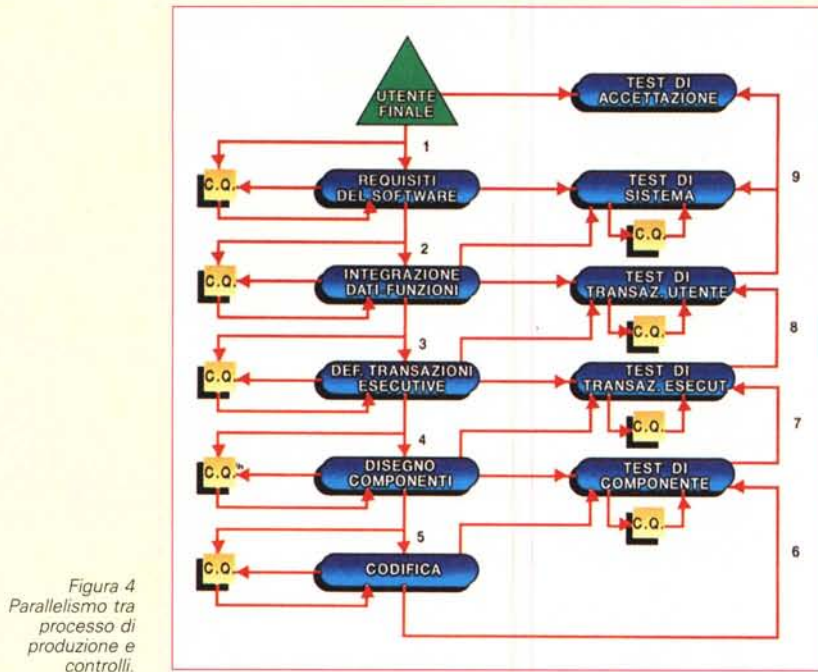 UTENTE
FINALE
TEST DI
ACCETTAZIONE
1
C.Q.
REQUISITI
DEL SOFTWARE
TEST DI
SISTEMA
9
C.Q.
2
C.Q.
INTEGRAZIONE
DATI-FUNZIONI
TEST DI
TRANSAZ. UTENTE
C.Q.
8
3
C.Q.
DEF. TRANSAZIONI
ESECUTIVE
TEST DI
TRANSAZ. ESECUT
C.Q.
7
4
C.Q.
DISEGNO
COMPONENTI
TEST DI
COMPONENTE
C.Q.
5
6
C.Q.
CODIFICA
Figura 4
Parallelismo tra
processo di
produzione e
controlli.